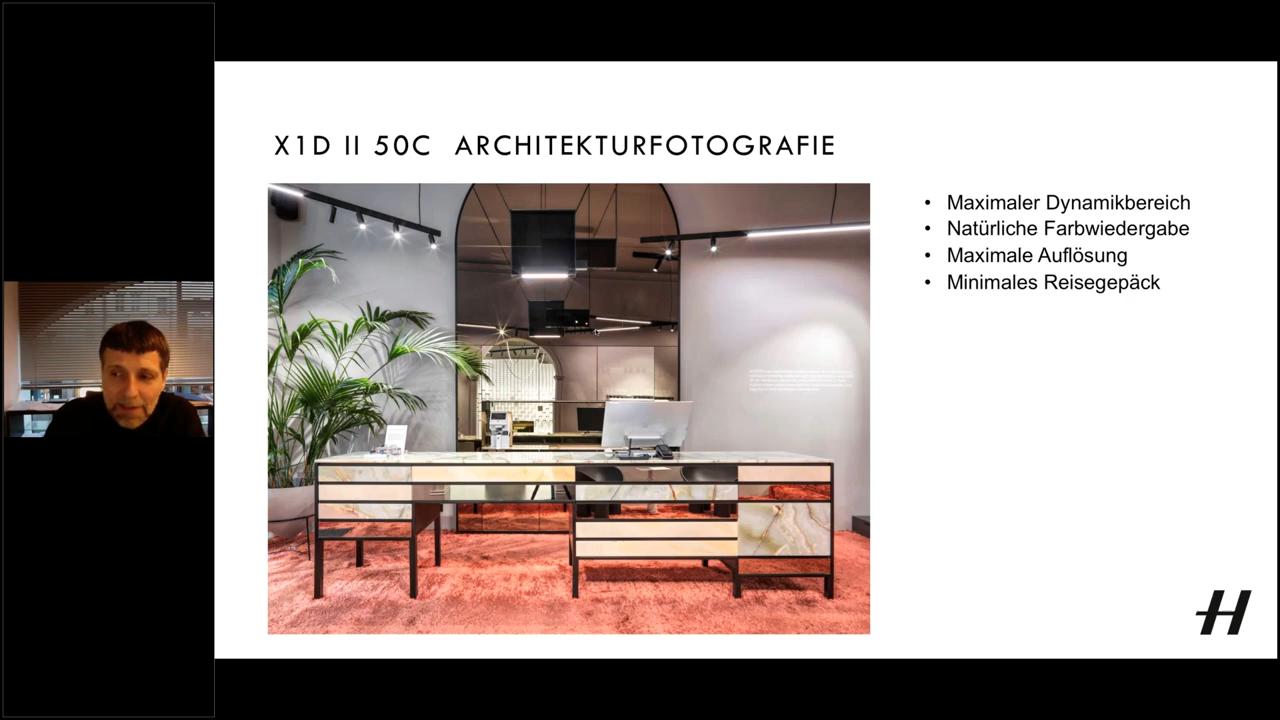 X1D II 50C ARCHITEKTURFOTOGRAFIE
• Maximaler Dynamikbereich
• Natürliche Farbwiedergabe
• Maximale Auflösung
• Minimales Reisegepäck
H